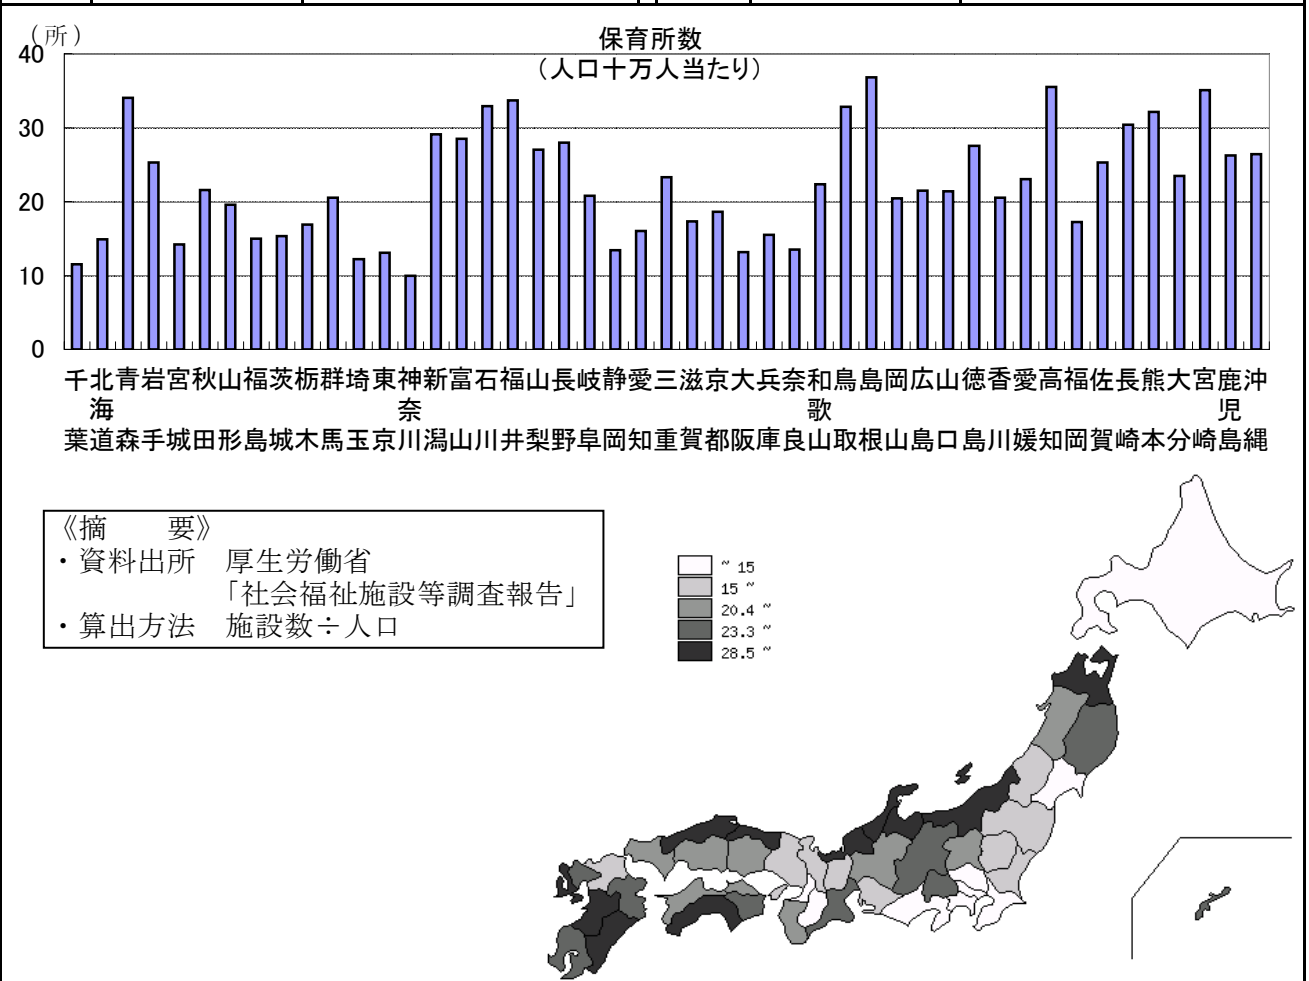 （所）
保育所数
（人口十万人当たり）
40
30
20
10
0
千葉 北海道 青森 岩手 宮城 秋田 山形 福島 茨城 栃木 群馬 埼玉 東京 神奈川 新潟 富山 石川 福井 山梨 長野 岐阜 静岡 愛知 三重 滋賀 京都 大阪 兵庫 奈良 和歌山 鳥取 島根 岡山 広島 山口 徳島 香川 愛媛 高知 福岡 佐賀 長崎 熊本 大分 宮崎 鹿児島 沖縄
《摘　　要》
・資料出所　厚生労働省
「社会福祉施設等調査報告」
・算出方法　施設数÷人口
~ 15
15 ~
20.4 ~
23.3 ~
28.5 ~